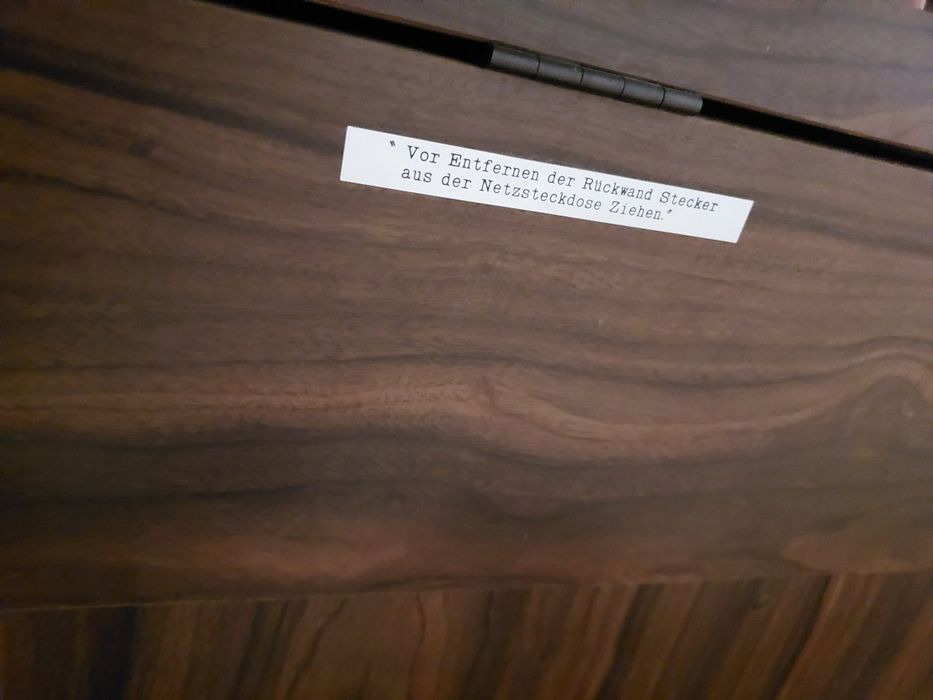 " Vor Entfernen der Rückwand Stecker
aus der Netzsteckdose Ziehen."